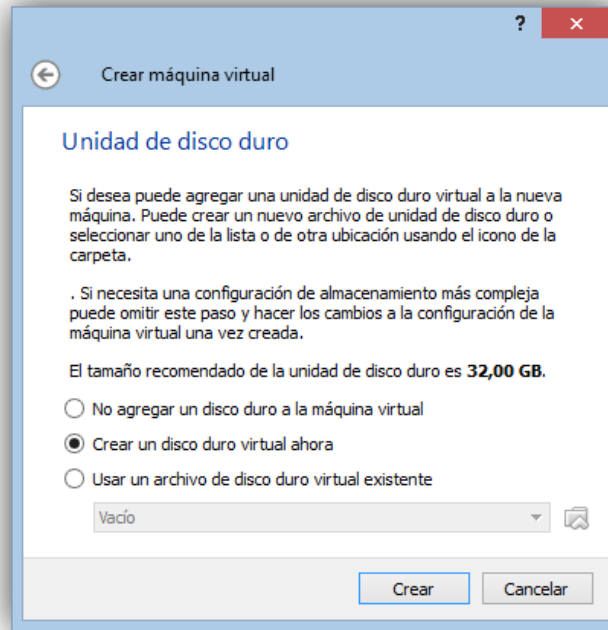 ?
Crear máquina virtual
Unidad de disco duro
Si desea puede agregar una unidad de disco duro virtual a la nueva
máquina. Puede crear un nuevo archivo de unidad de disco duro o
seleccionar uno de la lista o de otra ubicación usando el icono de la
carpeta.
. Si necesita una configuración de almacenamiento más compleja
puede omitir este paso y hacer los cambios a la configuración de la
máquina virtual una vez creada.
El tamaño recomendado de la unidad de disco duro es 32,00 GB.
No agregar un disco duro a la máquina virtual
Crear un disco duro virtual ahora
Usar un archivo de disco duro virtual existente
Vacío
Crear Cancelar